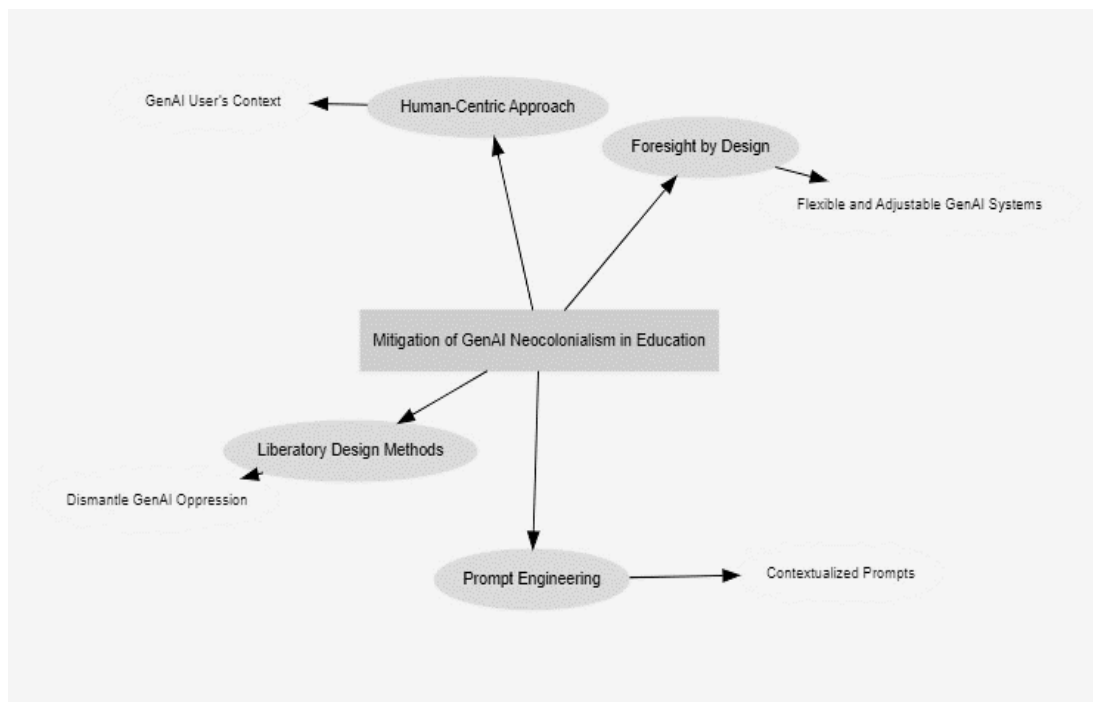 GenAI User's Context
Human-Centric Approach
Foresight by Design
Flexible and Adjustable GenAI Systems
Mitigation of GenAI Neocolonialism in Education
Liberatory Design Methods
Dismantle GenAI Oppression
Prompt Engineering
Contextualized Prompts